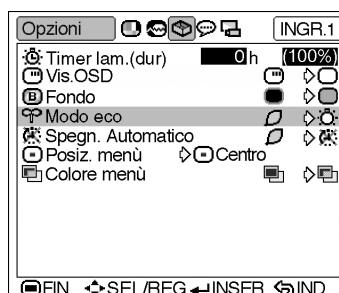 Opzioni INGR.1
Timer lam.(dur) 0 h (100%)
Vis.OSD
B Fondo
Modo eco
Spegn. Automatico
Posiz. menù Centro
Colore menù
FIN SEL./REG INSER. IND.